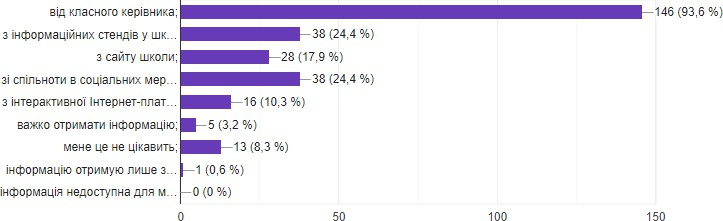 від класного керівника; 146 (93,6 %)
з інформаційних стендів у шк… 38 (24,4 %)
з сайту школи; 28 (17,9 %)
зі спільноти в соціальних мер… 38 (24,4 %)
з інтерактивної Інтернет-плат… 16 (10,3 %)
важко отримати інформацію; 5 (3,2 %)
мене це не цікавить; 13 (8,3 %)
інформацію отримую лише з… 1 (0,6 %)
інформація недоступна для м… 0 (0 %)
0 50 100 150